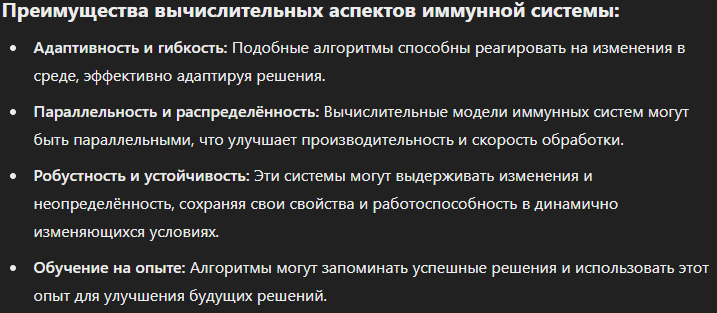 Преимущества вычислительных аспектов иммунной системы:
• Адаптивность и гибкость: Подобные алгоритмы способны реагировать на изменения в
среде, эффективно адаптируя решения.
• Параллельность и распределённость: Вычислительные модели иммунных систем могут
быть параллельными, что улучшает производительность и скорость обработки.
• Робустность и устойчивость: Эти системы могут выдерживать изменения и
неопределённость, сохраняя свои свойства и работоспособность в динамично
изменяющихся условиях.
• Обучение на опыте: Алгоритмы могут запоминать успешные решения и использовать этот
опыт для улучшения будущих решений.